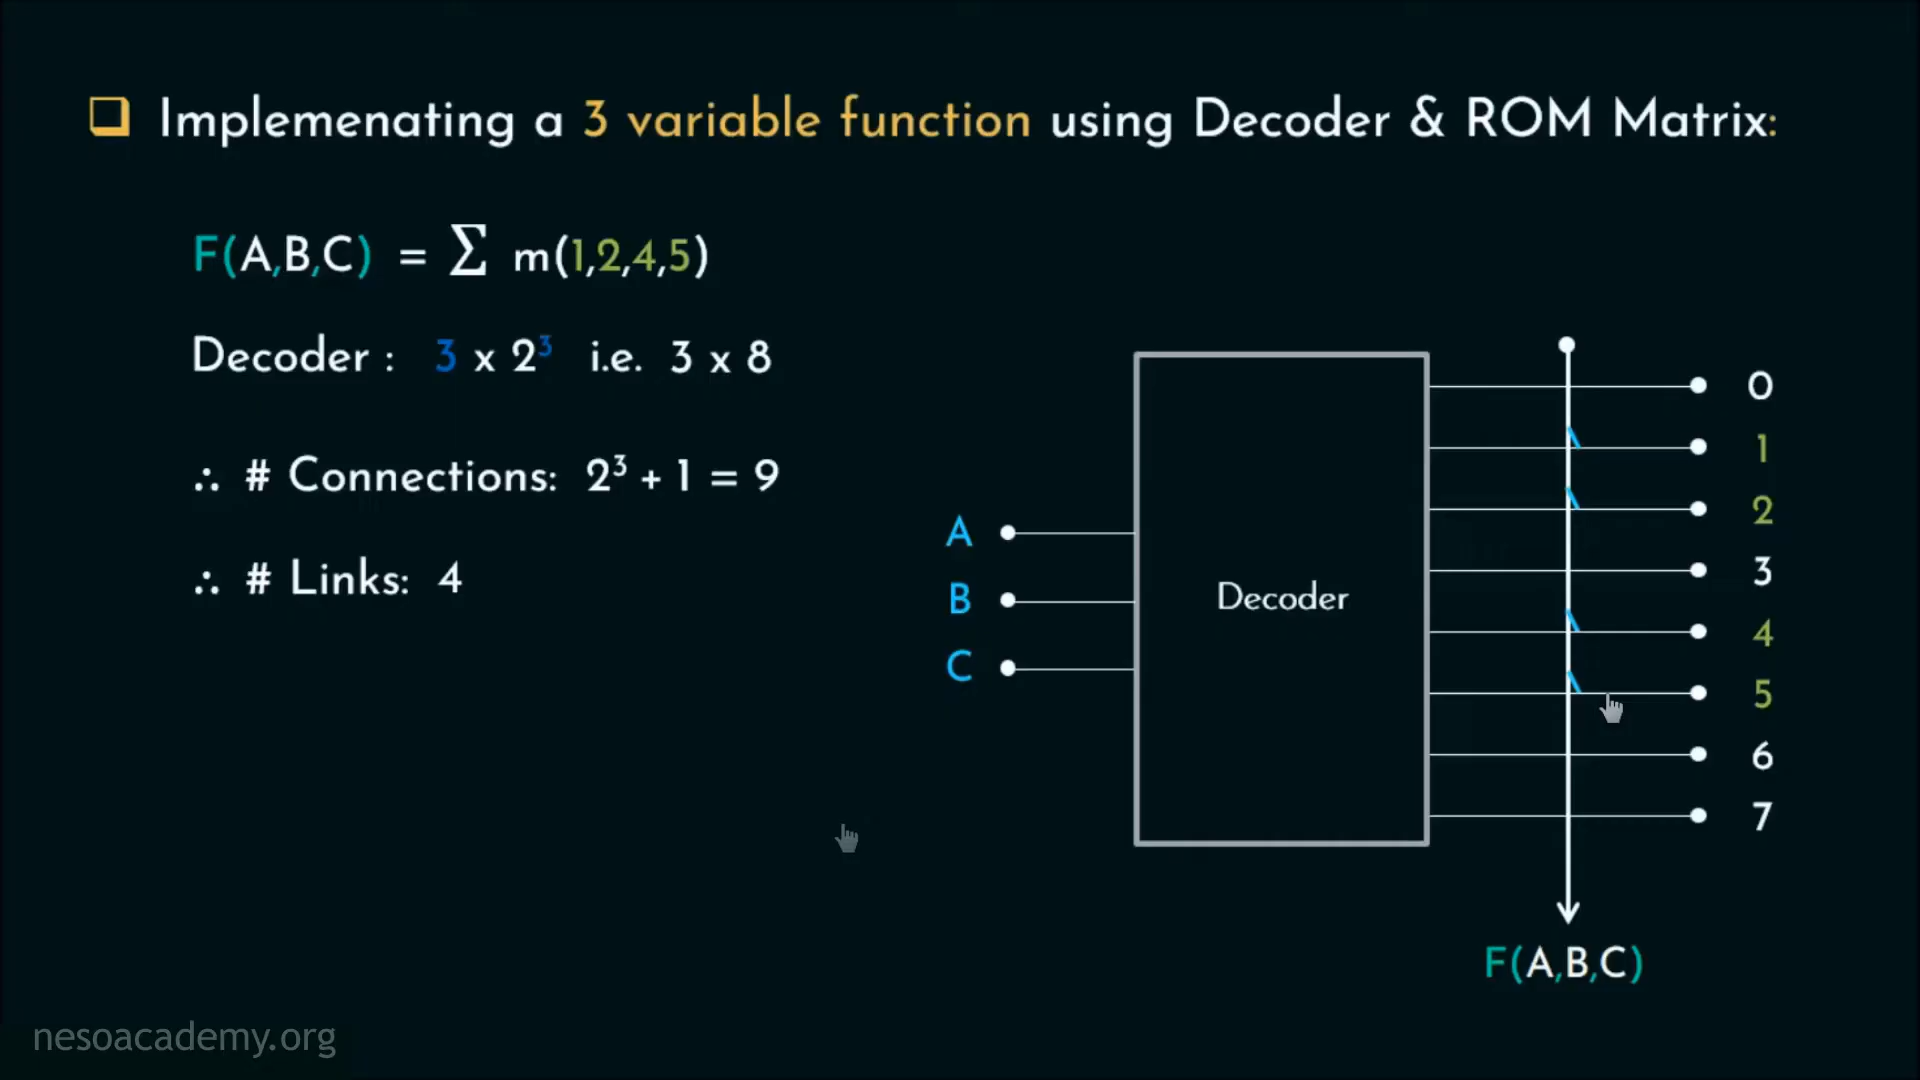 Implemenating a 3 variable function using Decoder & ROM Matrix:
F(A,B,C) = Σ m(1,2,4,5)
Decoder : 3 x 2³ i.e. 3 x 8
∴ # Connections: 2³ + 1 = 9
∴ # Links: 4
A
B
C
Decoder
0
1
2
3
4
5
6
7
F(A,B,C)
nesoacademy.org